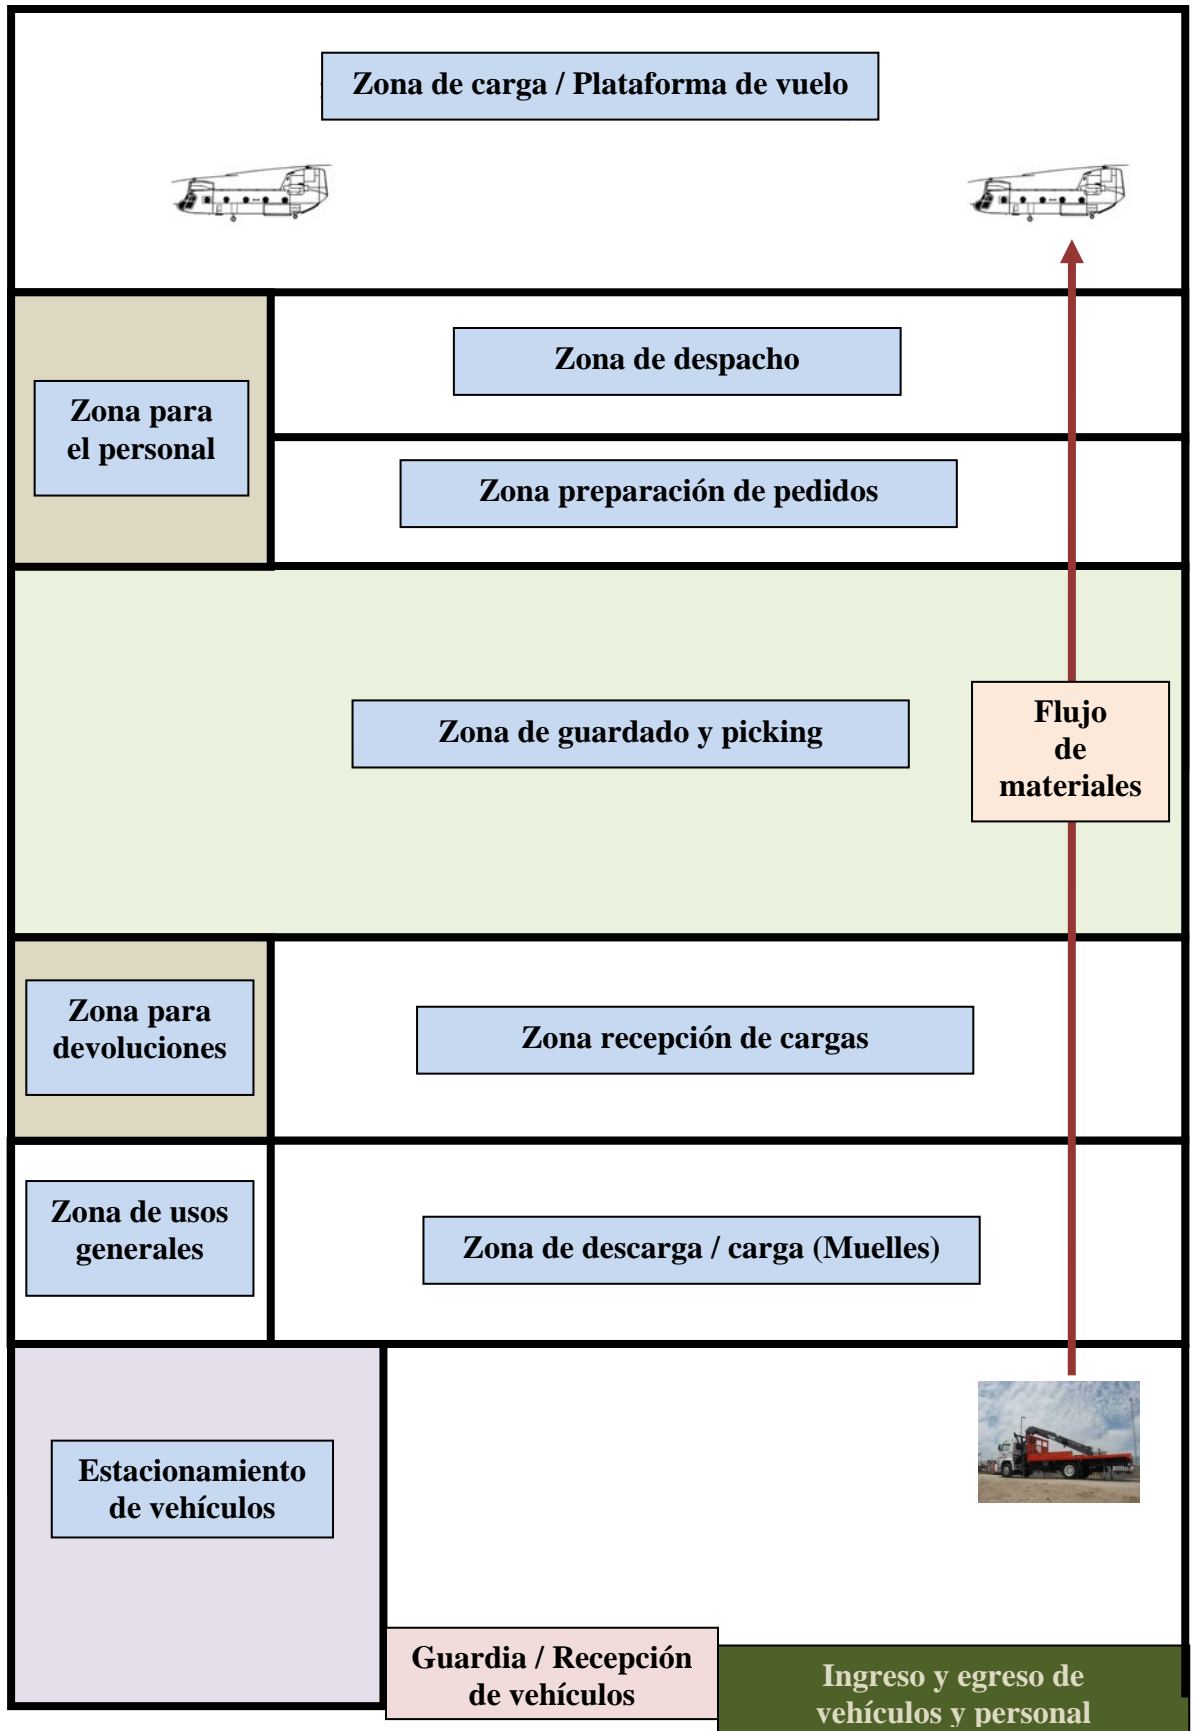 Zona de carga / Plataforma de vuelo
Zona de despacho
Zona para
el personal
Zona preparación de pedidos
Zona de guardado y picking
Flujo
de
materiales
Zona para
devoluciones
Zona recepción de cargas
Zona de usos
generales
Zona de descarga / carga (Muelles)
Estacionamiento
de vehículos
Guardia / Recepción
de vehículos
Ingreso y egreso de
vehículos y personal